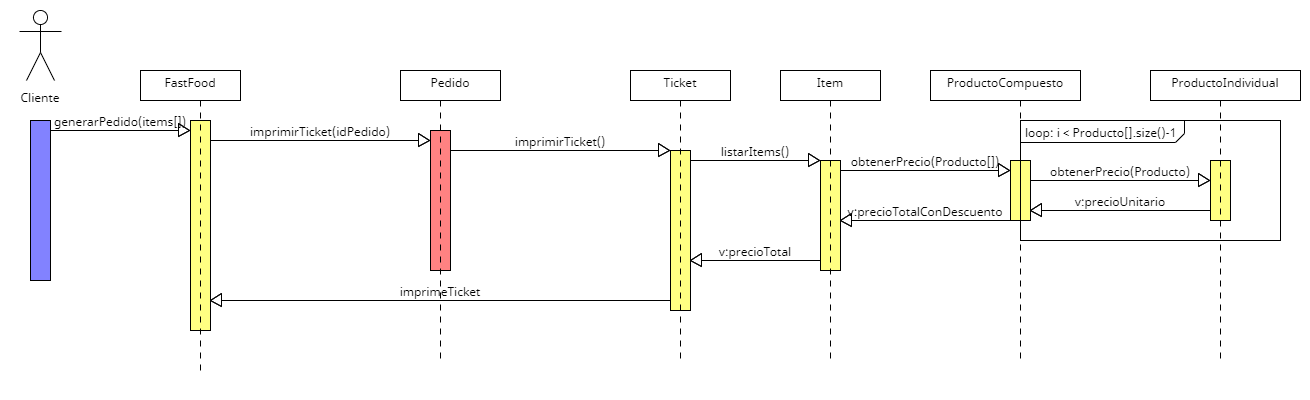 Cliente
FastFood
Pedido
Ticket
Item
ProductoCompuesto
ProductoIndividual
generarPedido(items[])
imprimirTicket(idPedido)
imprimirTicket()
listarItems()
obtenerPrecio(Producto[])
loop: i < Producto[].size()-1
obtenerPrecio(Producto)
v:precioUnitario
v:precioTotalConDescuento
v:precioTotal
imprimeTicket